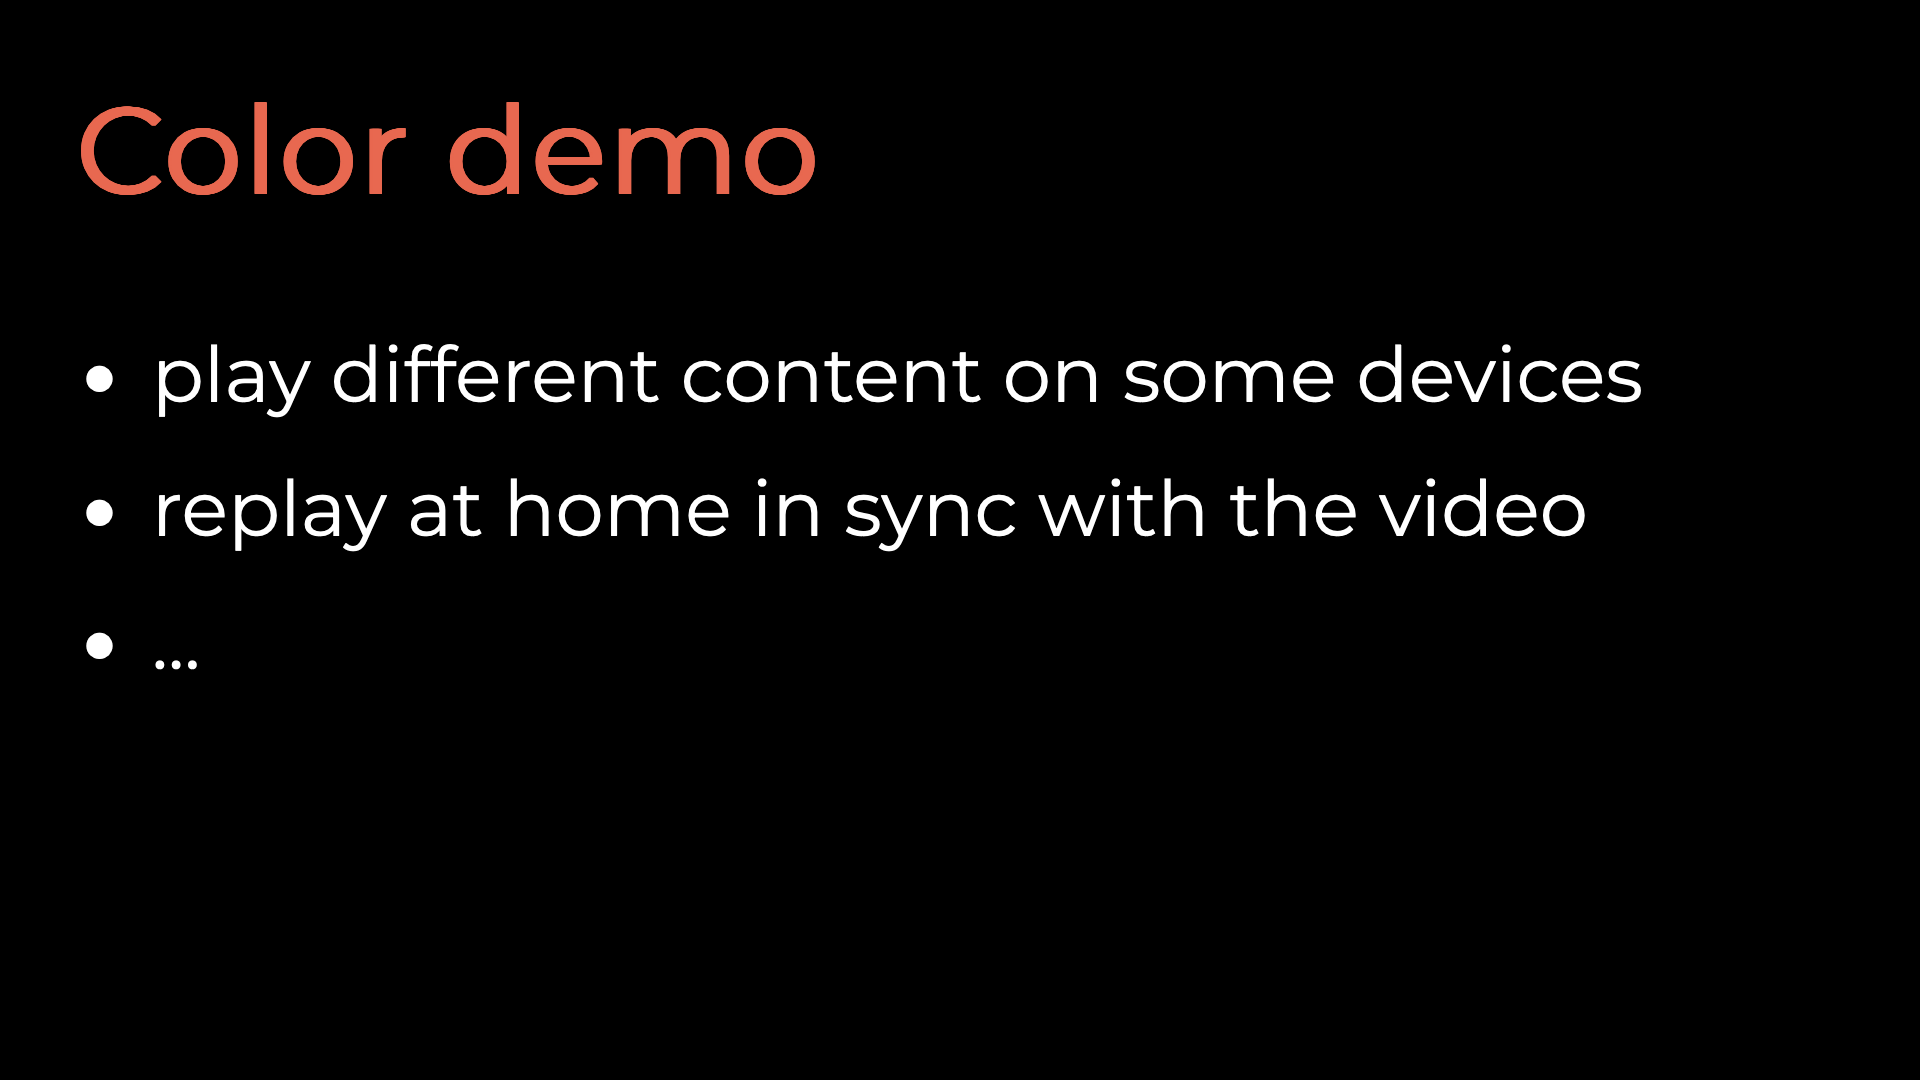 Color demo
• play different content on some devices
• replay at home in sync with the video
• ...